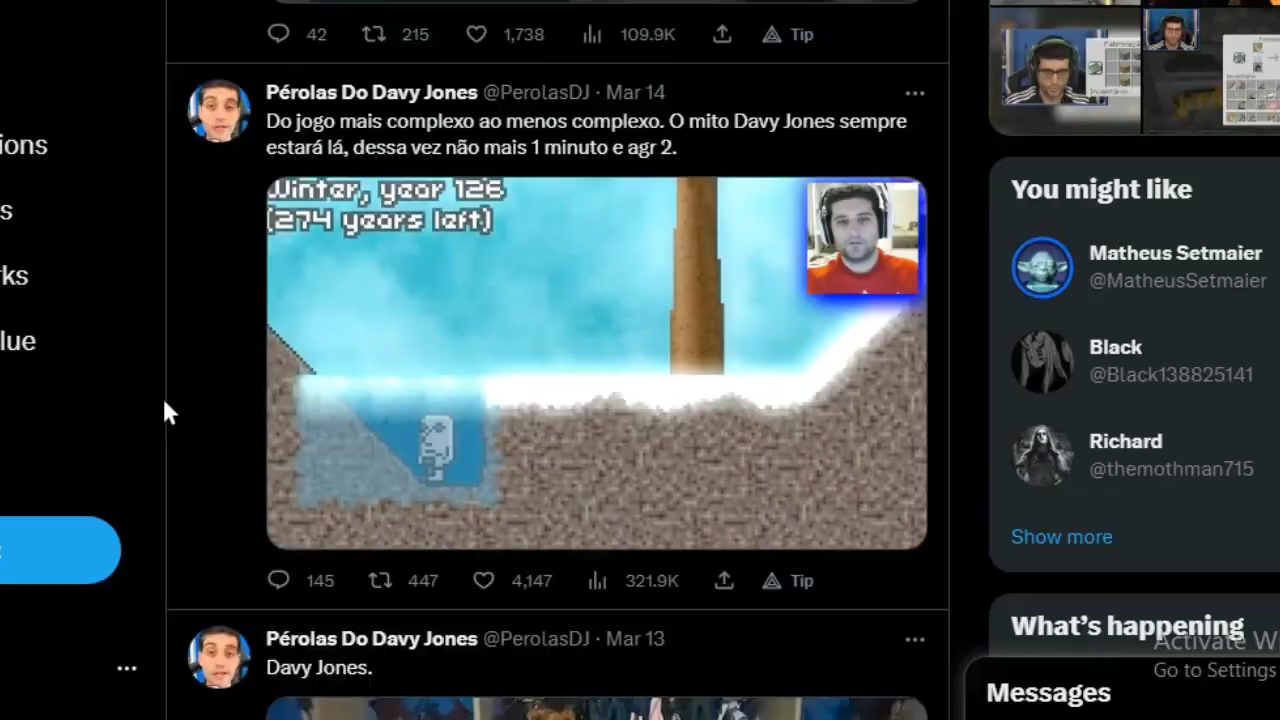 42 215 1,738 109.9K Tip
Pérolas Do Davy Jones @PerolasDJ · Mar 14
Do jogo mais complexo ao menos complexo. O mito Davy Jones sempre
estará lá, dessa vez não mais 1 minuto e agr 2.
Winter, year 126
(274 years left)
145 447 4,147 321.9K Tip
Pérolas Do Davy Jones @PerolasDJ · Mar 13
Davy Jones.
ions
s
rks
lue
You might like
Matheus Setmaier
@MatheusSetmaier
Black
@Black138825141
Richard
@themothman715
Show more
What's happening
Activate W
Go to Settings
Messages